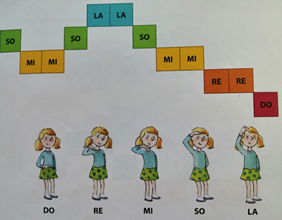 LA LA
SO SO SO
MI MI MI MI
RE RE
DO
DO RE MI SO LA